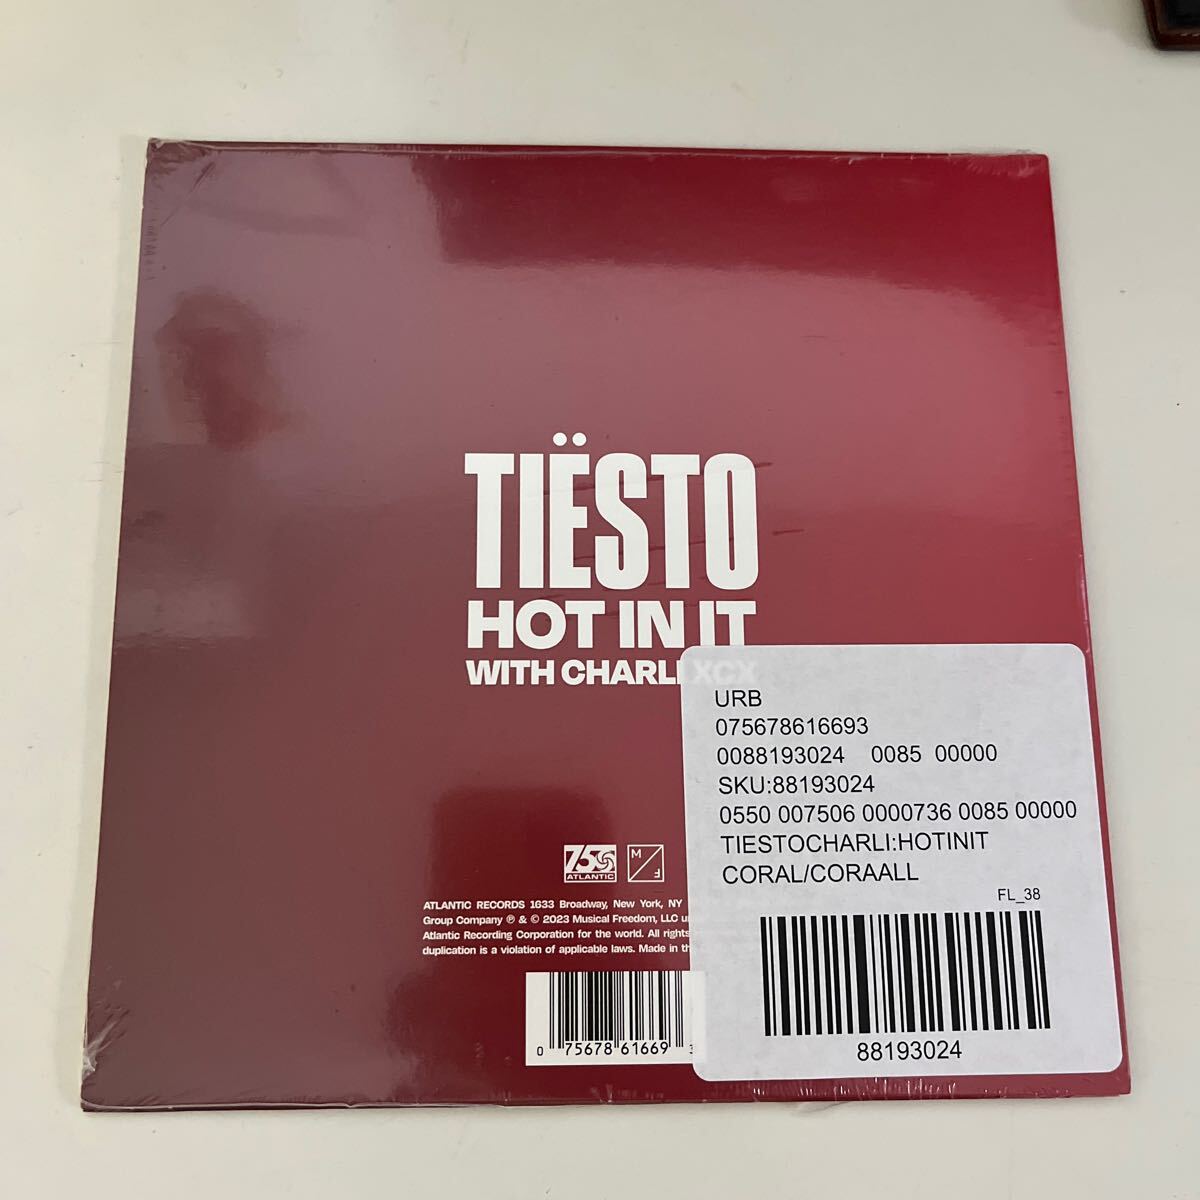 TIËSTO
HOT IN IT
WITH CHARLI XCX
URB
075678616693
0088193024 0085 00000
SKU:88193024
0550 007506 0000736 0085 00000
TIESTOCHARLI:HOTINIT
CORAL/CORAALL
FL_38
88193024
75
ATLANTIC
M/F
ATLANTIC RECORDS 1633 Broadway, New York, NY
Group Company ℗ & © 2023 Musical Freedom, LLC
Atlantic Recording Corporation for the world. All rights
duplication is a violation of applicable laws. Made in
0 75678 61669 3